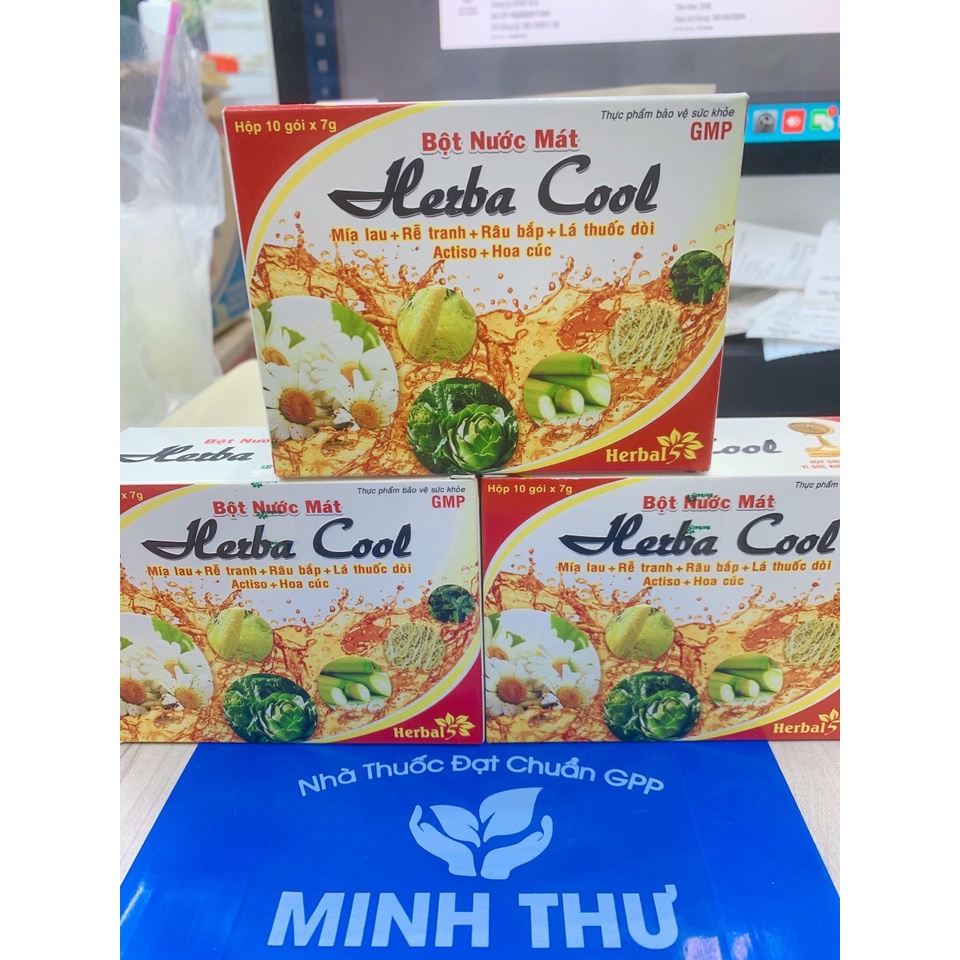 Hộp 10 gói x 7g
Thực phẩm bảo vệ sức khỏe
GMP
Bột Nước Mát
Herba Cool
Mía lau + Rễ tranh + Râu bắp + Lá thuốc dòi
Actiso + Hoa cúc
Herbal
Bột Nướ
Herba
Cool
x 7g
Thực phẩm bảo vệ sức khỏe
GMP
Bột Nước Mát
Herba Cool
Mía lau + Rễ tranh + Râu bắp + Lá thuốc dòi
Actiso + Hoa cúc
Herbal
Hộp 10 gói x 7g
Thực phẩm
Bột Nước Mát
Herba Cool
Mía lau + Rễ tranh + Râu bắp + Lá thuốc dòi
Actiso + Hoa cúc
Herbal
Nhà Thuốc Đạt Chuẩn GPP
MINH THƯ